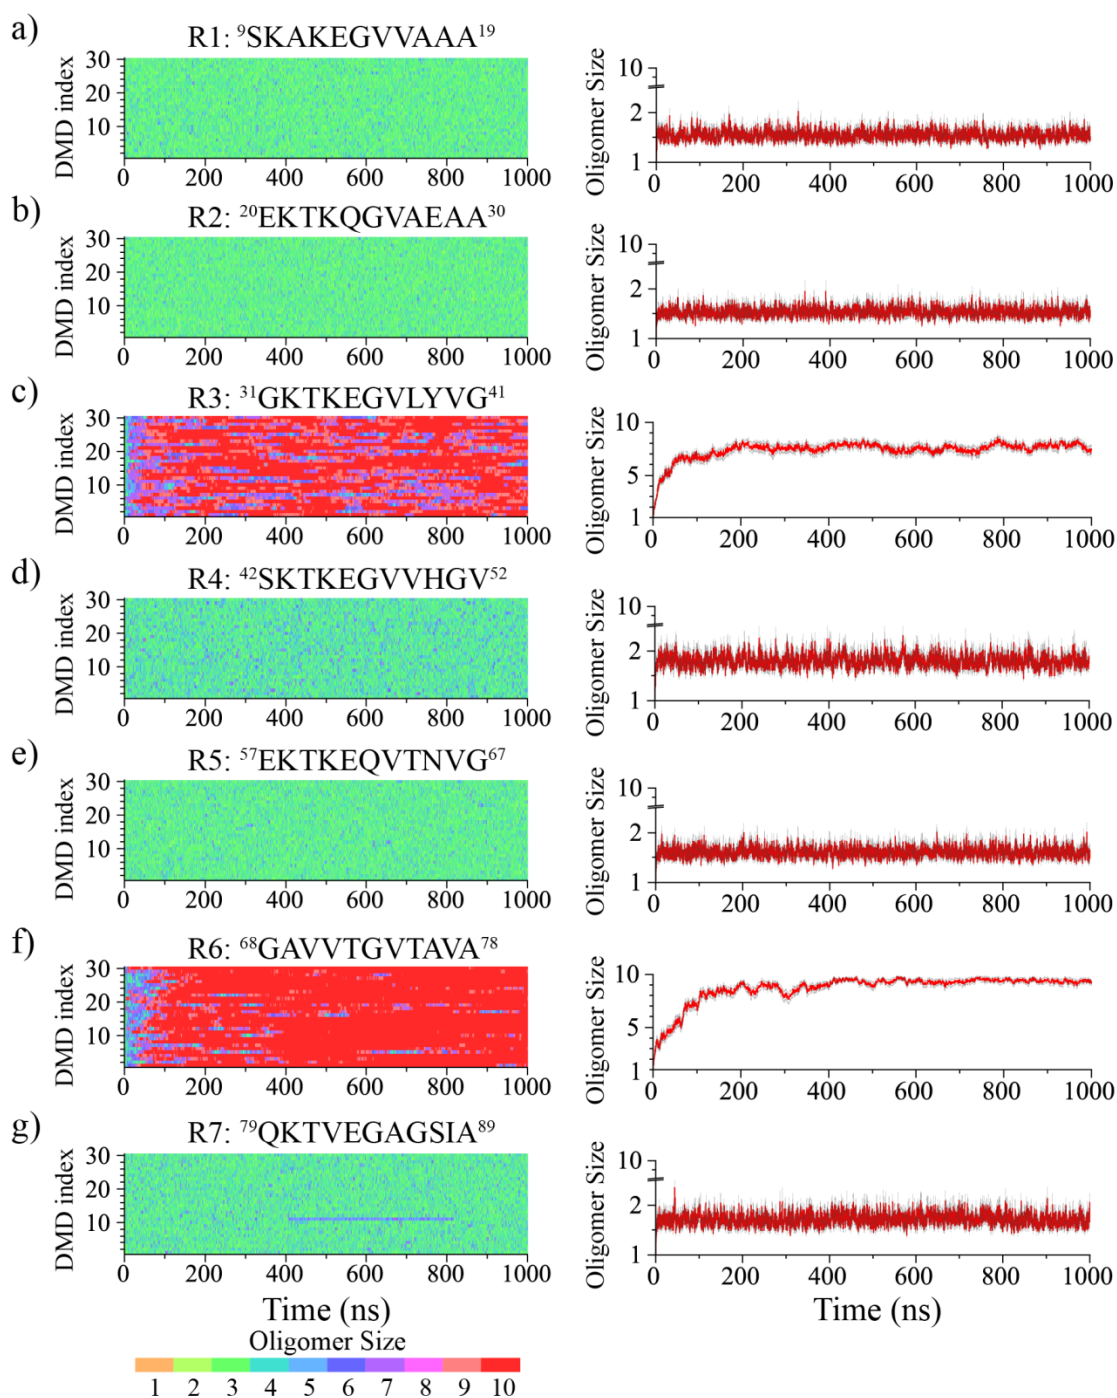 a)
R1: ⁹SKAKEGVVAAA¹⁹
DMD index
30
20
10
0 200 400 600 800 1000
Oligomer Size
10
2
1
0 200 400 600 800 1000
b)
R2: ²⁰EKTKQGVAEAA³⁰
DMD index
30
20
10
0 200 400 600 800 1000
Oligomer Size
10
2
1
0 200 400 600 800 1000
c)
R3: ³¹GKTKEGVLYVG⁴¹
DMD index
30
20
10
0 200 400 600 800 1000
Oligomer Size
10
5
1
0 200 400 600 800 1000
d)
R4: ⁴²SKTKEGVVHGV⁵²
DMD index
30
20
10
0 200 400 600 800 1000
Oligomer Size
10
2
1
0 200 400 600 800 1000
e)
R5: ⁵⁷EKTKEQVTNVG⁶⁷
DMD index
30
20
10
0 200 400 600 800 1000
Oligomer Size
10
2
1
0 200 400 600 800 1000
f)
R6: ⁶⁸GAVVTGVTAVA⁷⁸
DMD index
30
20
10
0 200 400 600 800 1000
Oligomer Size
10
5
1
0 200 400 600 800 1000
g)
R7: ⁷⁹QKTVEGAGSIA⁸⁹
DMD index
30
20
10
0 200 400 600 800 1000
Time (ns)
Oligomer Size
10
2
1
0 200 400 600 800 1000
Time (ns)
Oligomer Size
1 2 3 4 5 6 7 8 9 10